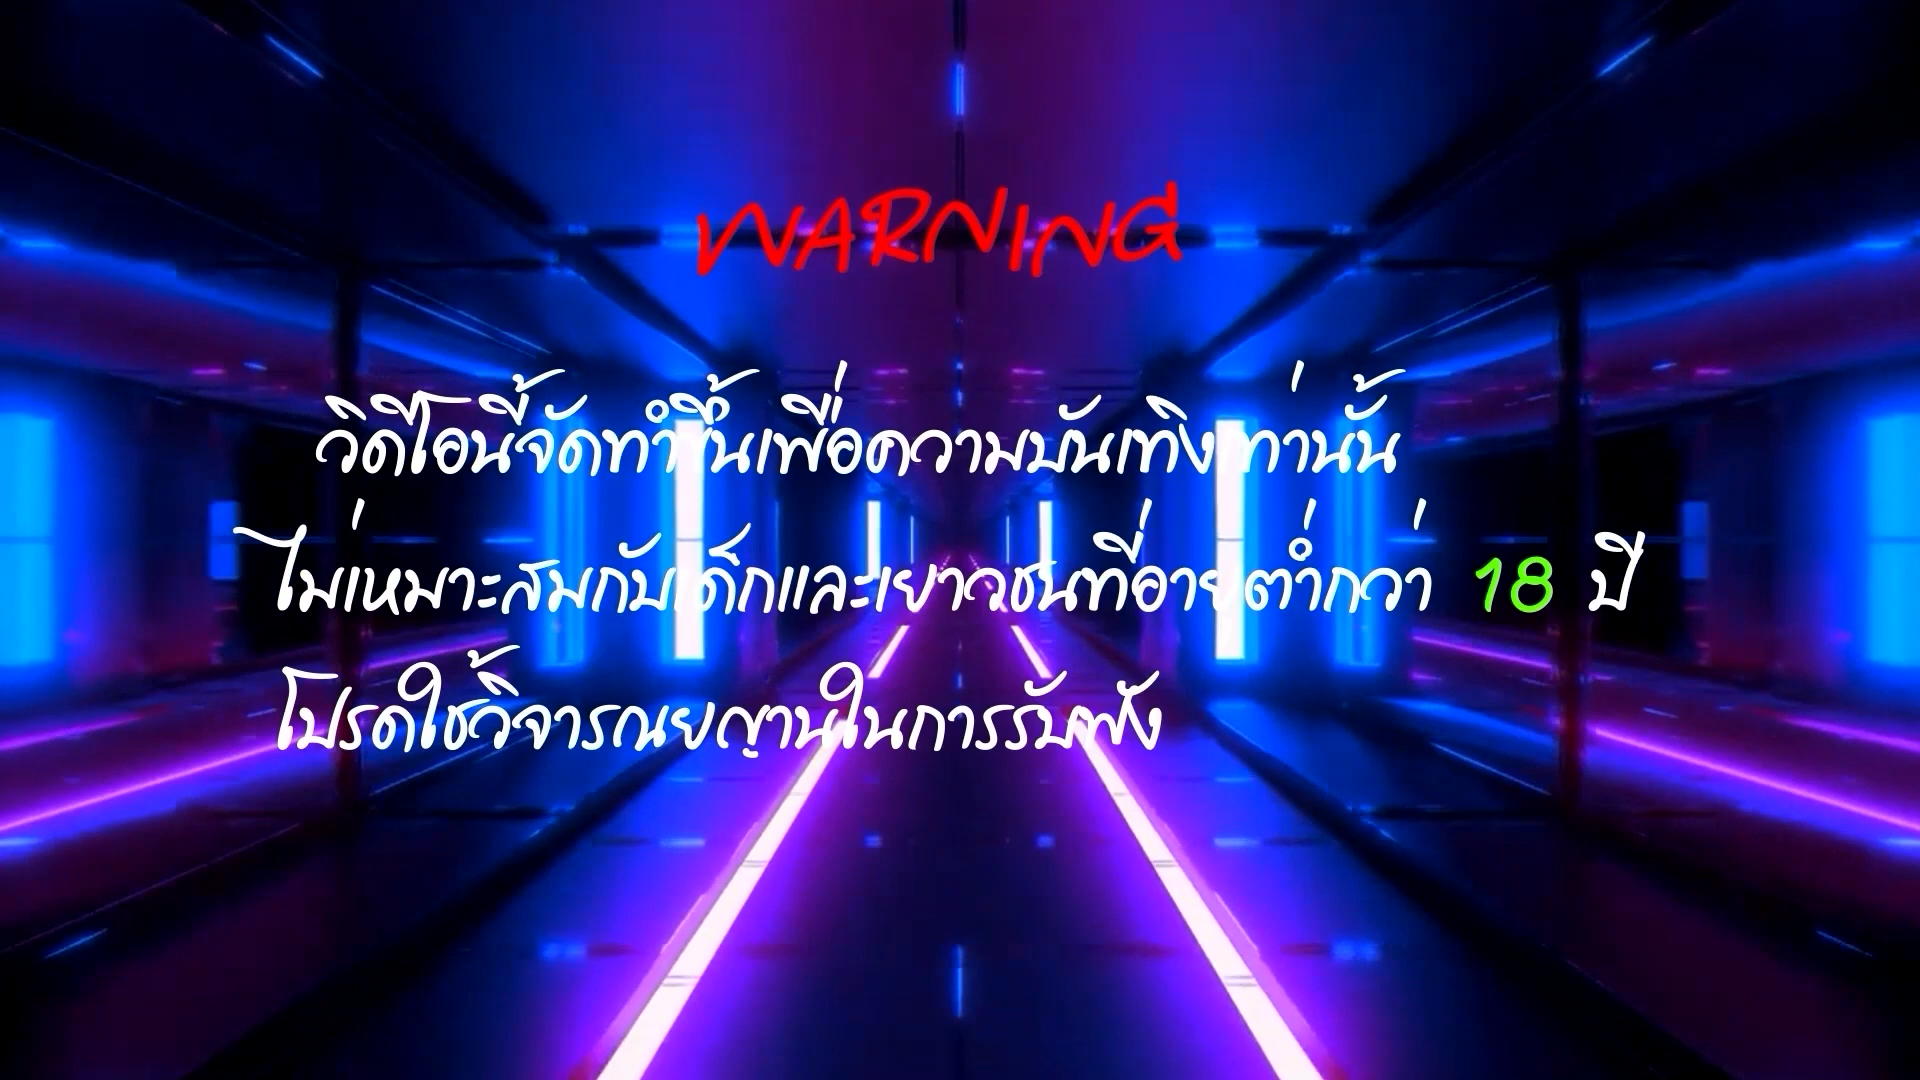 WARNING
วิดีโอนี้จัดทำขึ้นเพื่อความบันเทิงเท่านั้น
ไม่เหมาะสมกับเด็กและเยาวชนที่อายุต่ำกว่า 18 ปี
โปรดใช้วิ้จารณยญานในการรับฟัง